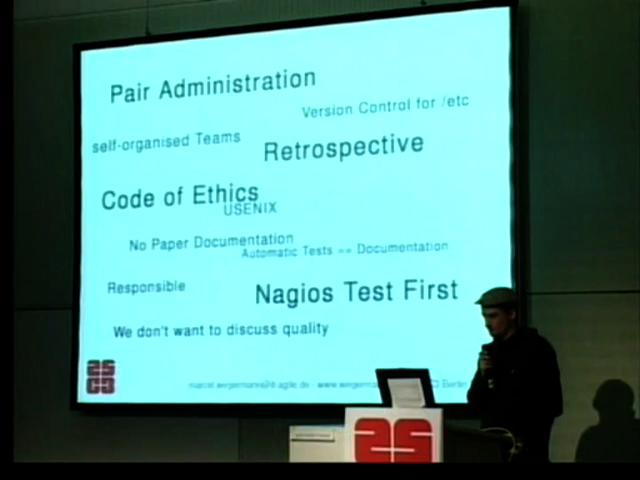 Pair Administration
Version Control for /etc
self-organised Teams
Retrospective
Code of Ethics
USENIX
No Paper Documentation
Automatic Tests == Documentation
Responsible
Nagios Test First
We don't want to discuss quality